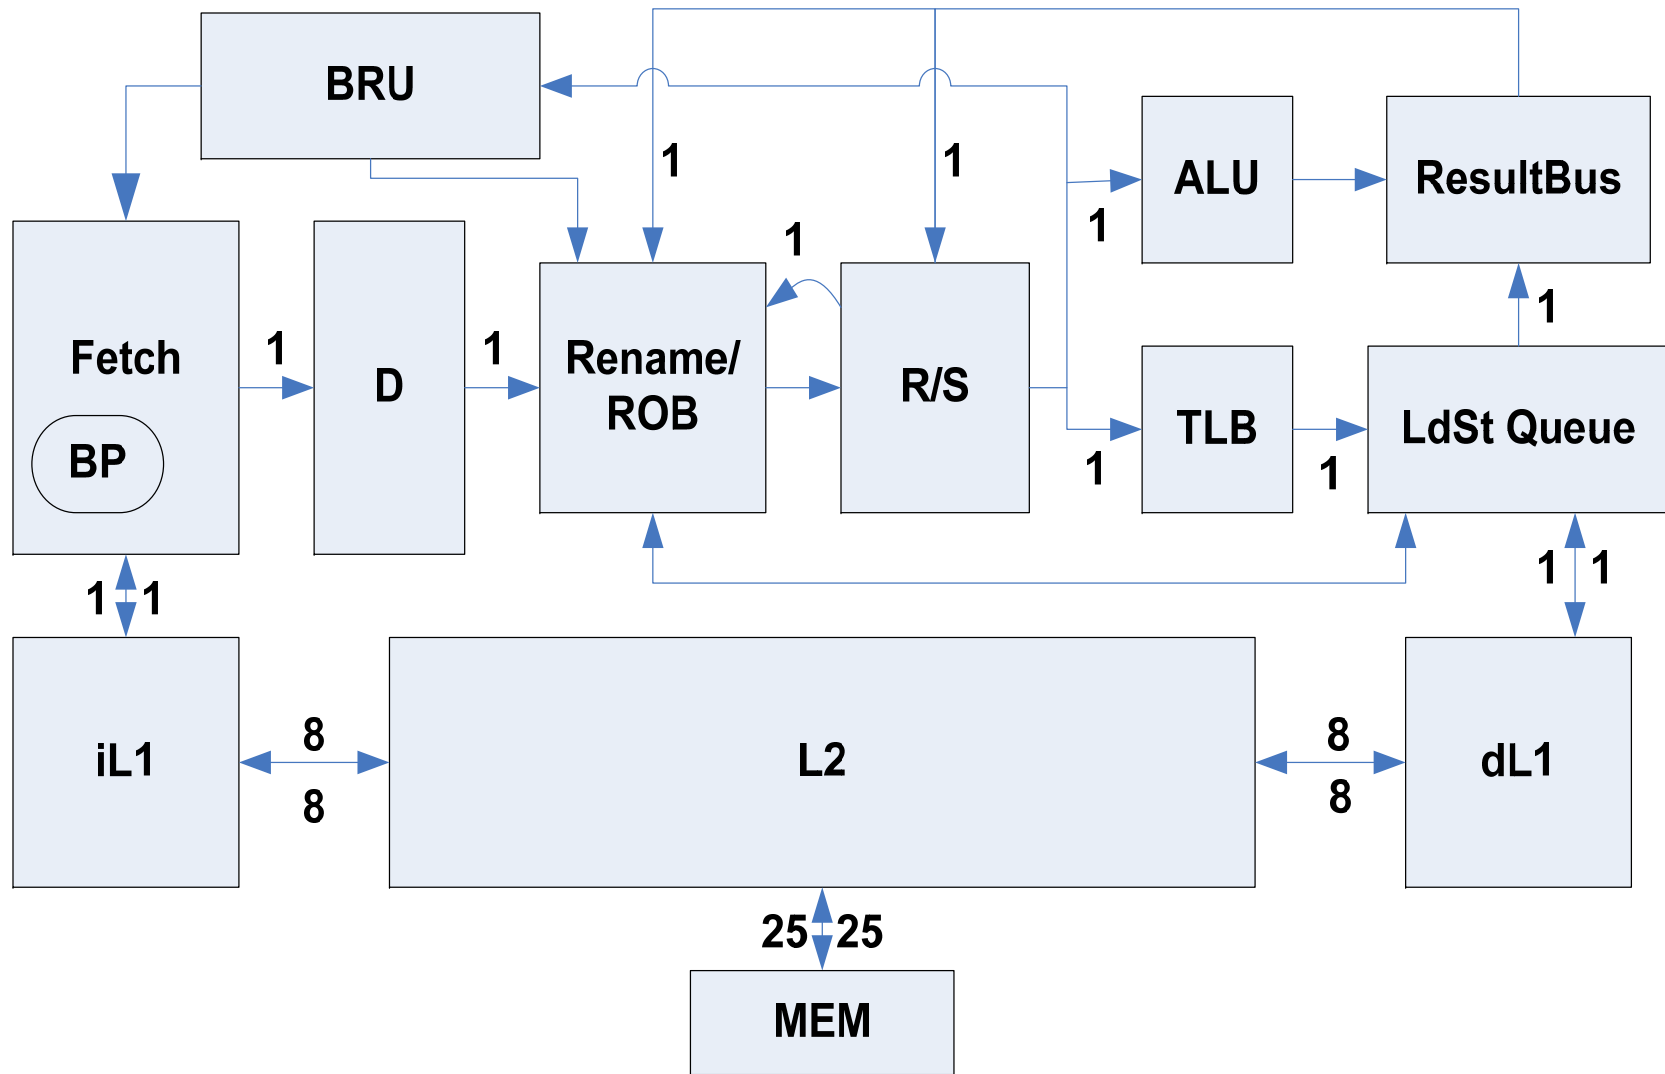 BRU
1
1
ALU
ResultBus
1
1
1
Fetch
BP
1
D
1
Rename/
ROB
R/S
TLB
1
1
LdSt Queue
1
1
1
1
iL1
8
8
L2
8
8
dL1
25
25
MEM